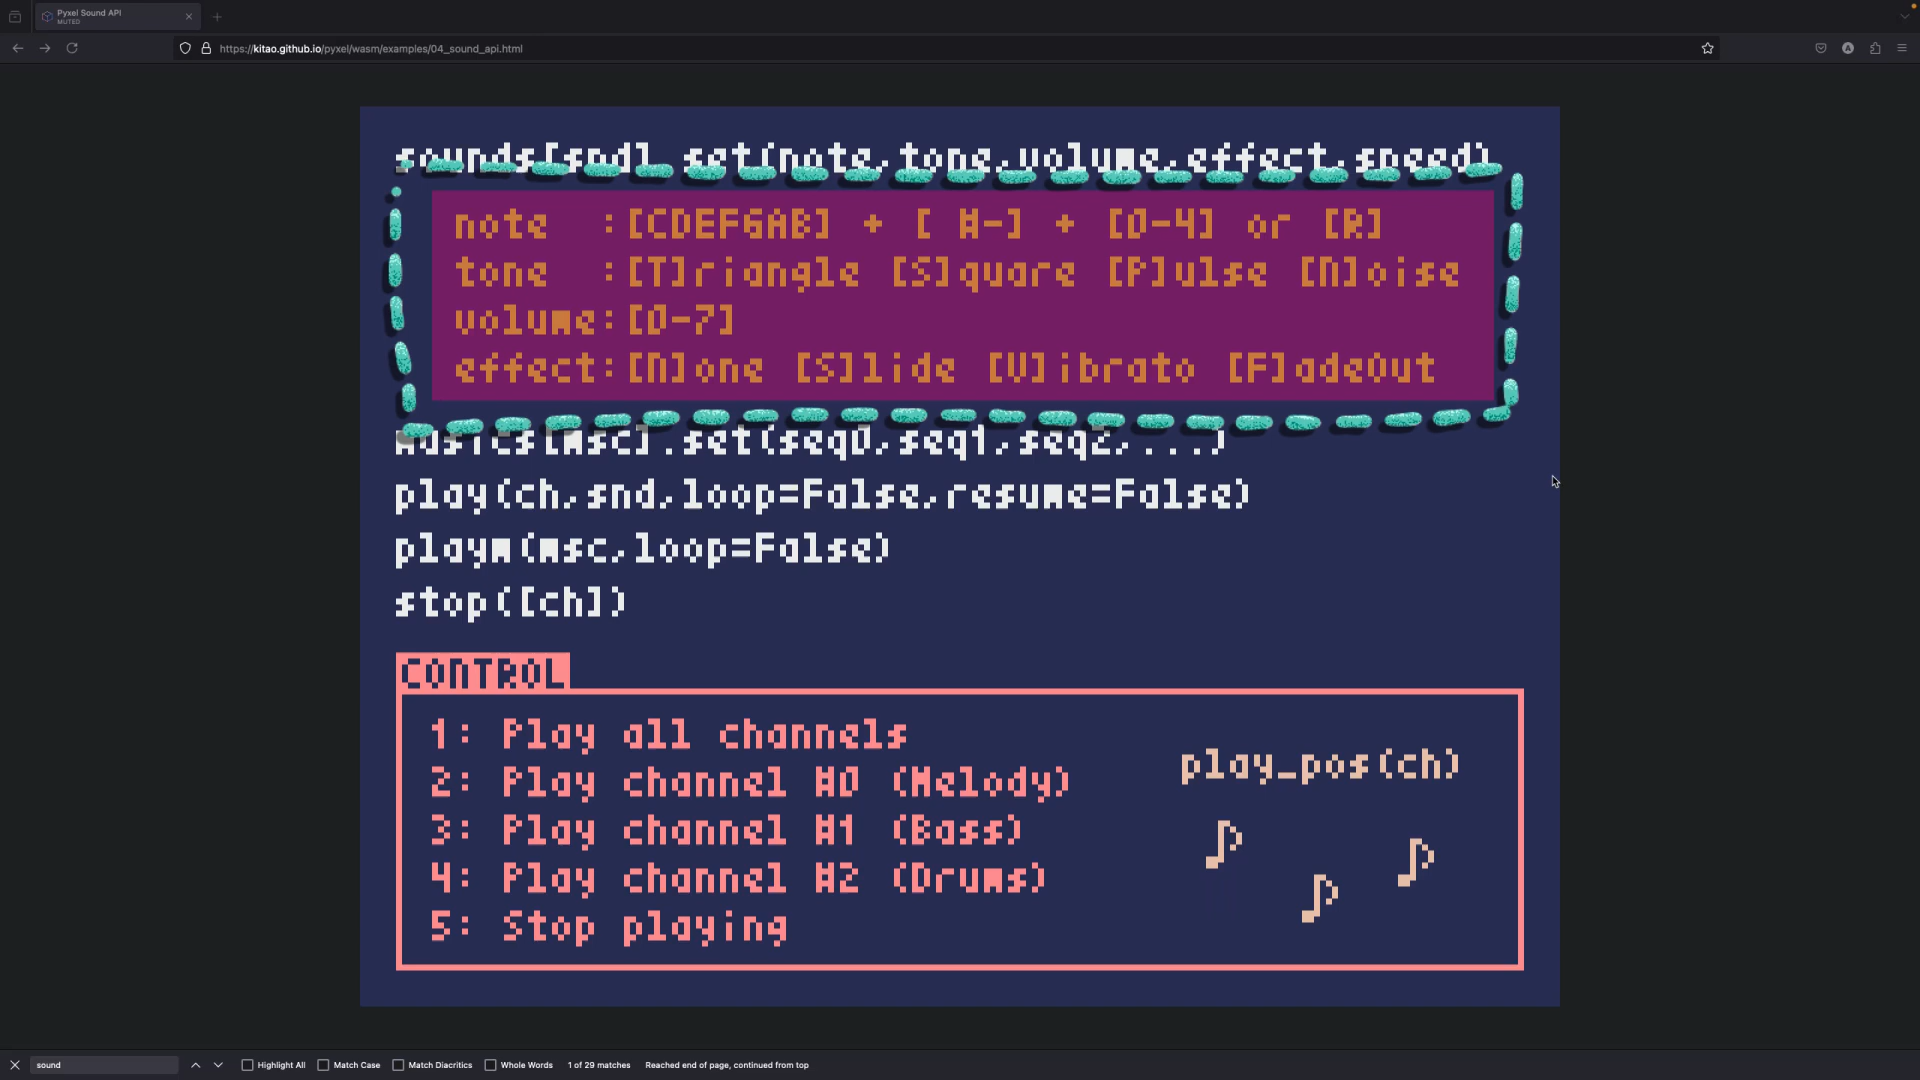 Pyxel Sound API
MUTED
https://kitao.github.io/pyxel/wasm/examples/04_sound_api.html
sounds[snd].set(note,tone,volume,effect,speed)
note  :[CDEFGAB] + [ #-] + [0-4] or [R]
tone  :[T]riangle [S]quare [P]ulse [N]oise
volume:[0-7]
effect:[N]one [S]lide [V]ibrato [F]adeOut
musics[msc].set(seq0,seq1,seq2,...)
play(ch,snd,loop=False,resume=False)
playm(msc,loop=False)
stop([ch])
CONTROL
1: Play all channels
2: Play channel #0 (Melody)
3: Play channel #1 (Bass)
4: Play channel #2 (Drums)
5: Stop playing
play_pos(ch)
sound
Highlight All
Match Case
Match Diacritics
Whole Words
1 of 29 matches
Reached end of page, continued from top